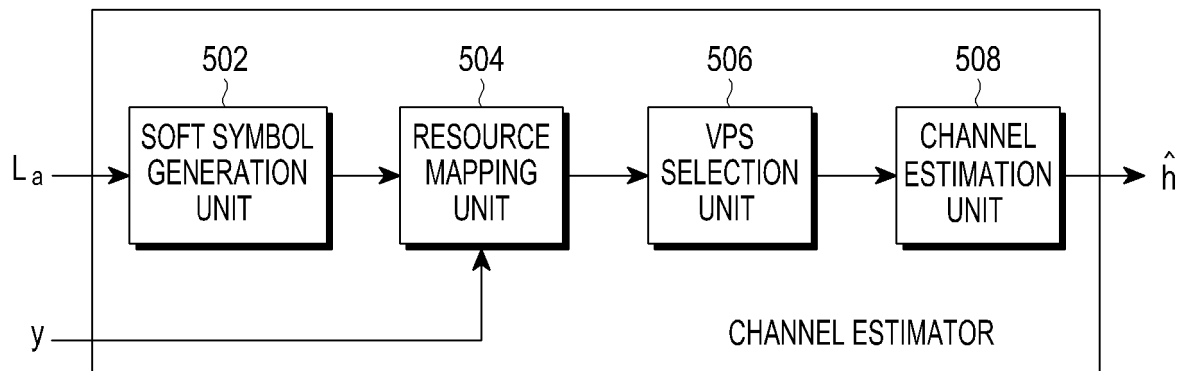 502 504 506 508
SOFT SYMBOL GENERATION UNIT
RESOURCE MAPPING UNIT
VPS SELECTION UNIT
CHANNEL ESTIMATION UNIT
La
ĥ
y
CHANNEL ESTIMATOR